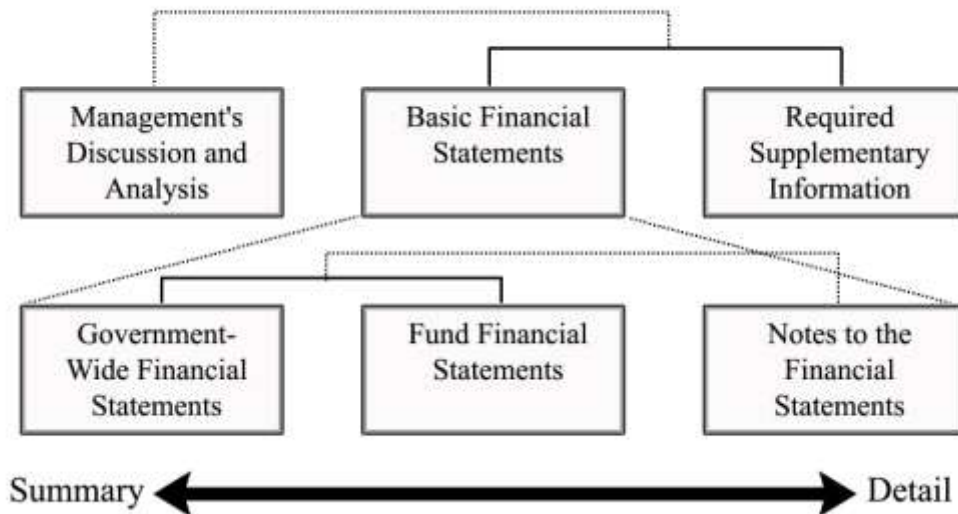 Management's
Discussion and
Analysis
Basic Financial
Statements
Required
Supplementary
Information
Government-
Wide Financial
Statements
Fund Financial
Statements
Notes to the
Financial
Statements
Summary
Detail